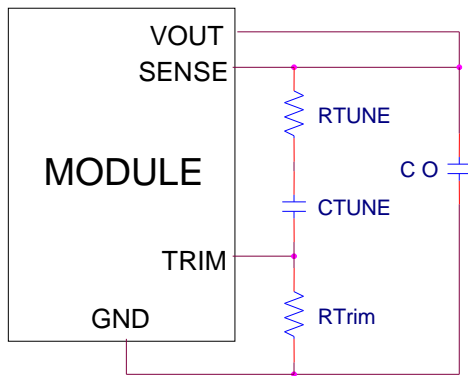 VOUT
SENSE
RTUNE
MODULE
C O
CTUNE
TRIM
GND
RTrim